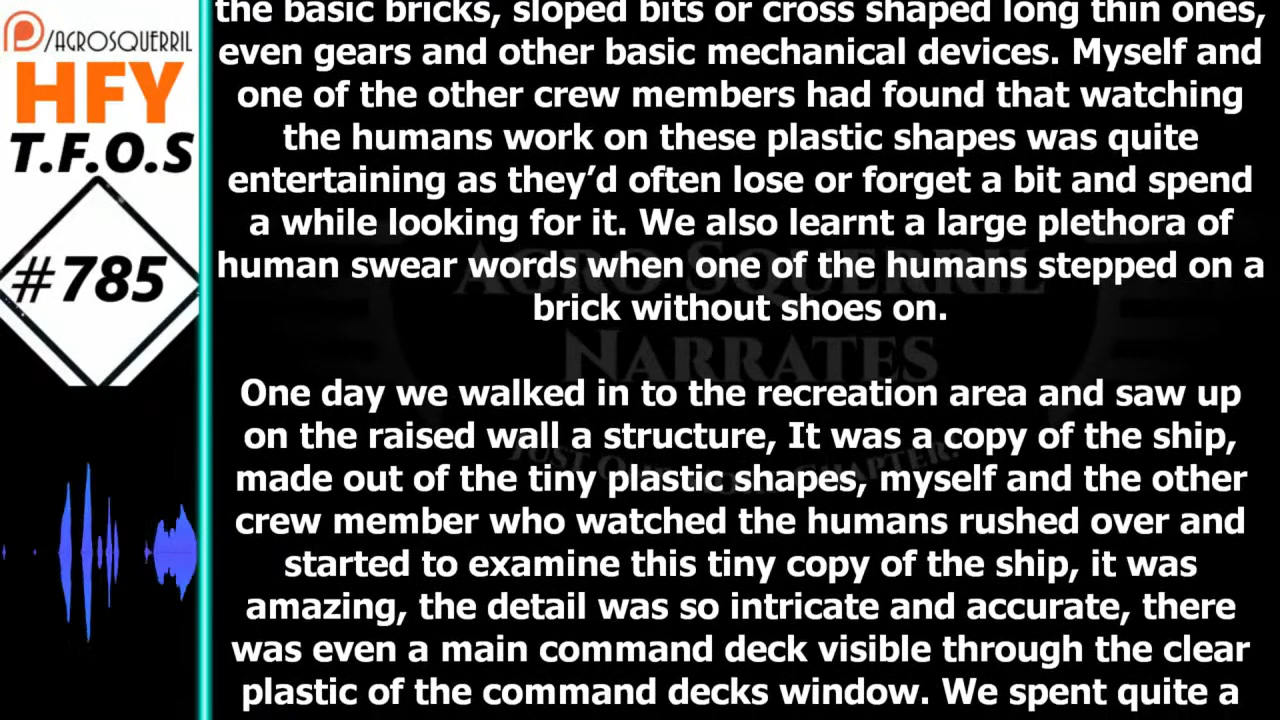 /AGROSQUERRIL
HFY
T.F.O.S
#785
the basic bricks, sloped bits or cross shaped long thin ones,
even gears and other basic mechanical devices. Myself and
one of the other crew members had found that watching
the humans work on these plastic shapes was quite
entertaining as they’d often lose or forget a bit and spend
a while looking for it. We also learnt a large plethora of
human swear words when one of the humans stepped on a
brick without shoes on.
One day we walked in to the recreation area and saw up
on the raised wall a structure, It was a copy of the ship,
made out of the tiny plastic shapes, myself and the other
crew member who watched the humans rushed over and
started to examine this tiny copy of the ship, it was
amazing, the detail was so intricate and accurate, there
was even a main command deck visible through the clear
plastic of the command decks window. We spent quite a
AGRO SQUERRIL
NARRATES